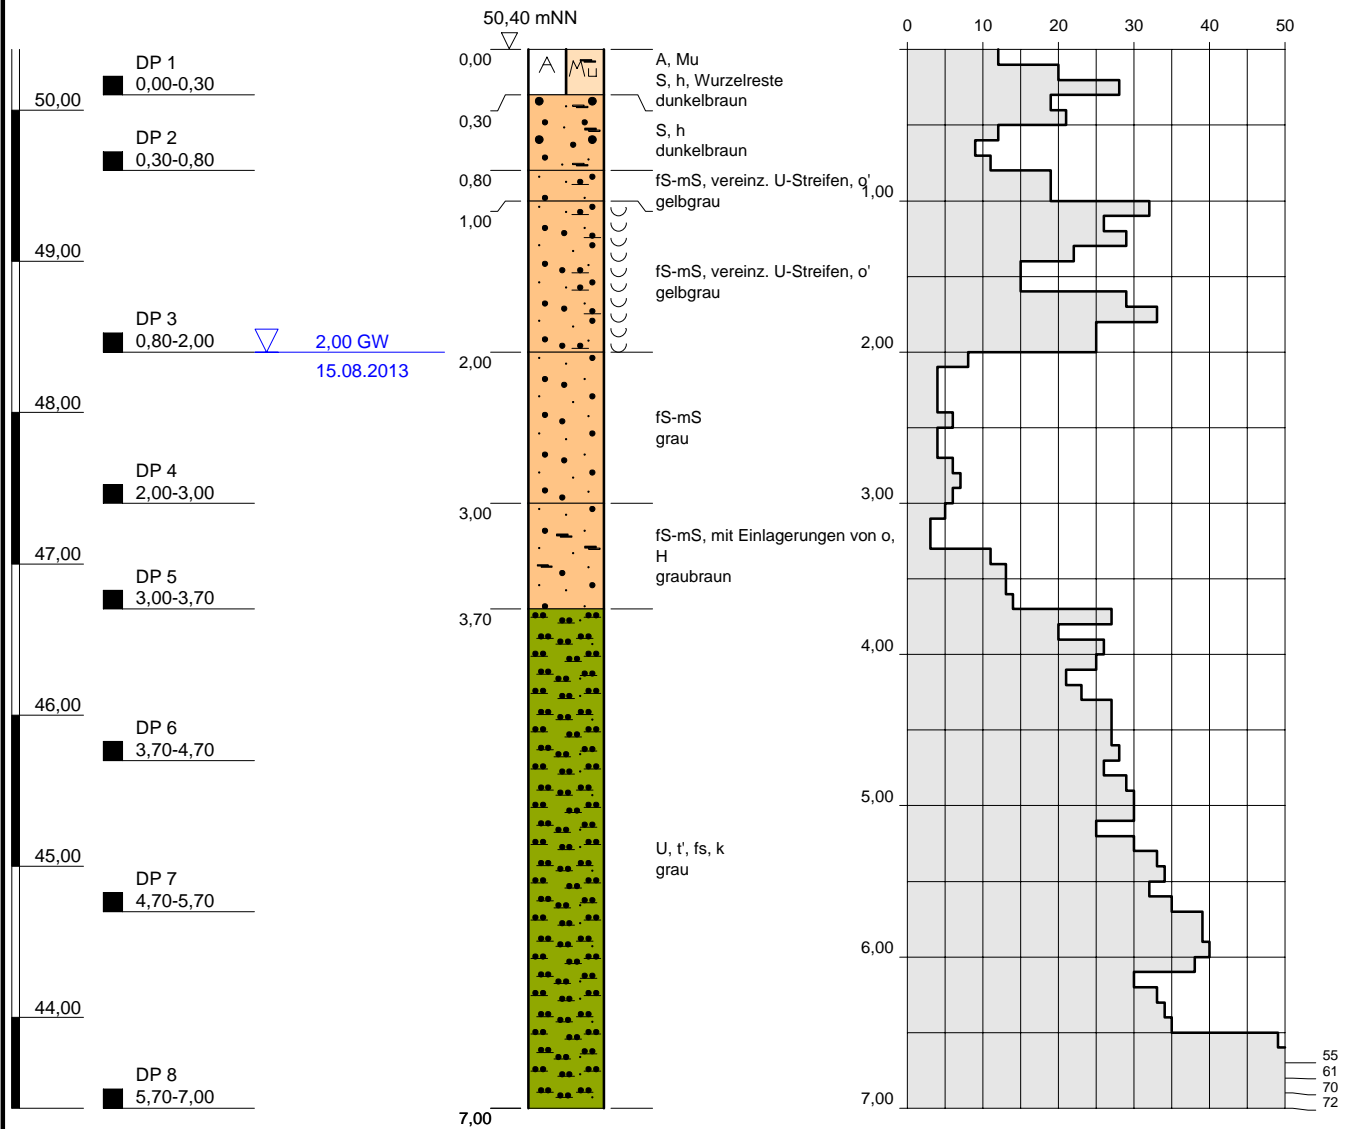 50,40 mNN
0 10 20 30 40 50
DP 1
0,00-0,30
50,00
DP 2
0,30-0,80
49,00
DP 3
0,80-2,00
2,00 GW
15.08.2013
48,00
DP 4
2,00-3,00
47,00
DP 5
3,00-3,70
46,00
DP 6
3,70-4,70
45,00
DP 7
4,70-5,70
44,00
DP 8
5,70-7,00
0,00
0,30
0,80
1,00
2,00
3,00
3,70
7,00
A Mu
A, Mu
S, h, Wurzelreste
dunkelbraun
S, h
dunkelbraun
fS-mS, vereinz. U-Streifen, o'
gelbgrau
fS-mS, vereinz. U-Streifen, o'
gelbgrau
fS-mS
grau
fS-mS, mit Einlagerungen von o,
H
graubraun
U, t', fs, k
grau
1,00
2,00
3,00
4,00
5,00
6,00
7,00
55
61
70
72